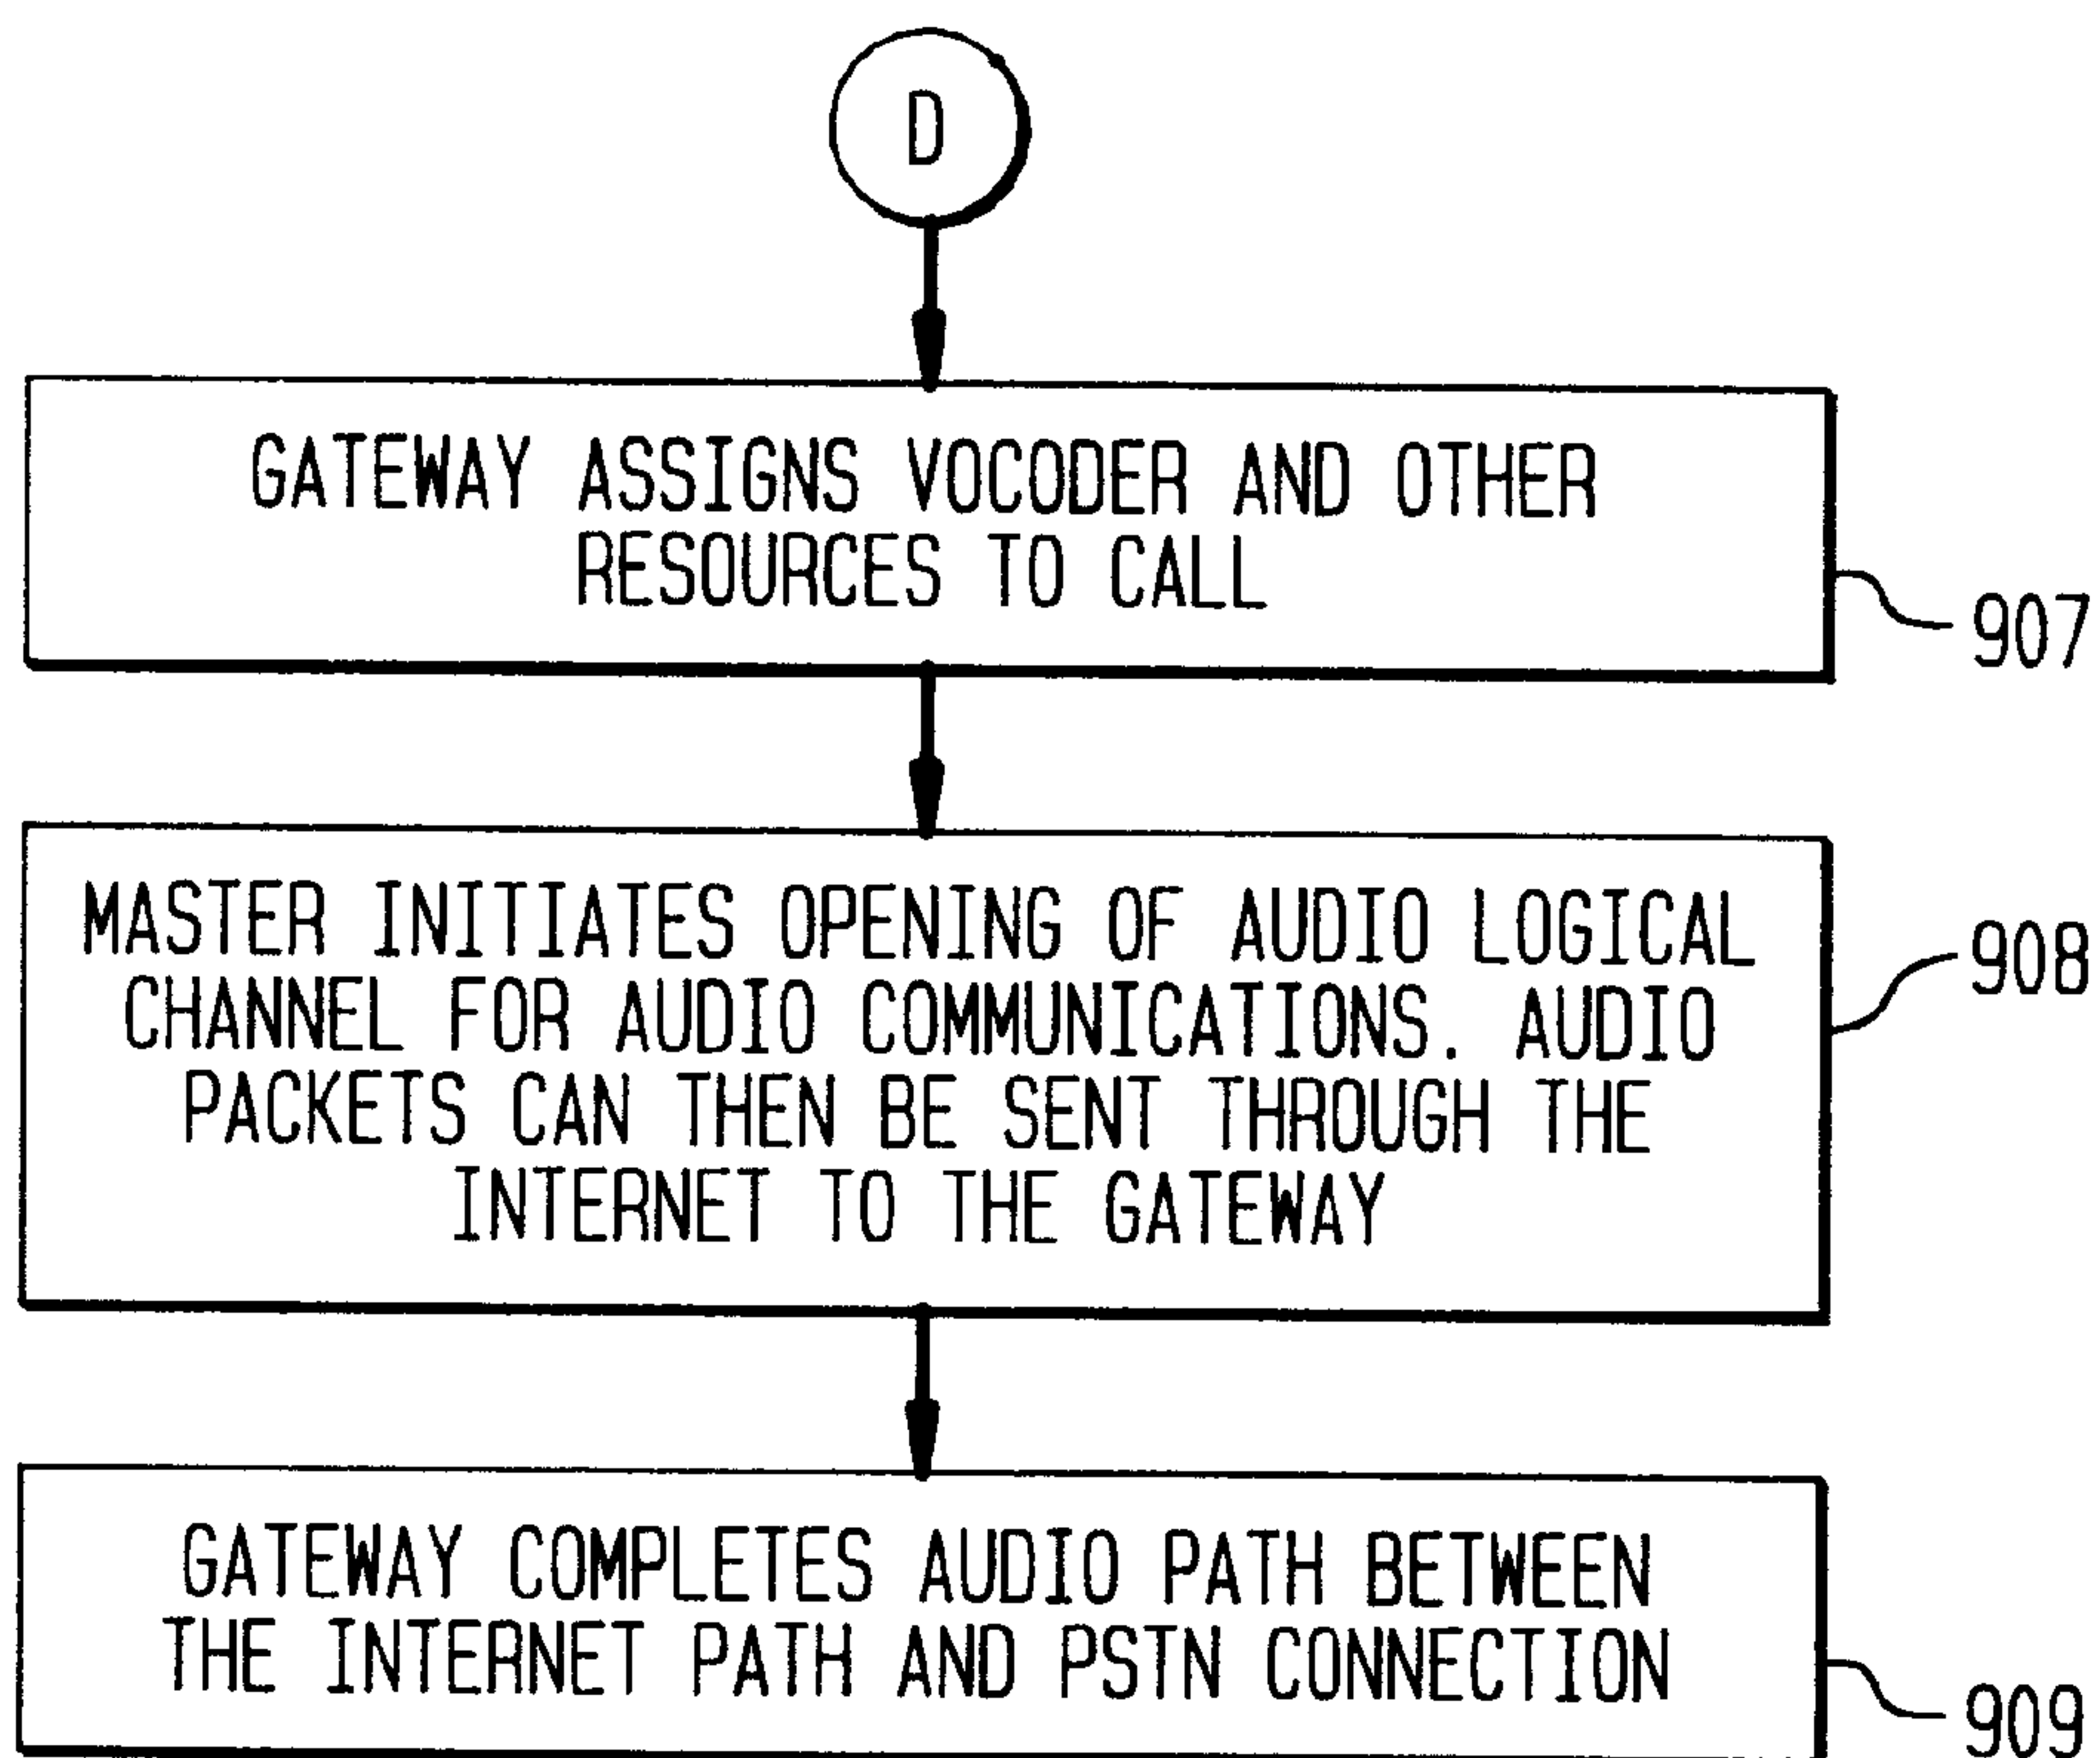 D
GATEWAY ASSIGNS VOCODER AND OTHER
RESOURCES TO CALL
907
MASTER INITIATES OPENING OF AUDIO LOGICAL
CHANNEL FOR AUDIO COMMUNICATIONS. AUDIO
PACKETS CAN THEN BE SENT THROUGH THE
INTERNET TO THE GATEWAY
908
GATEWAY COMPLETES AUDIO PATH BETWEEN
THE INTERNET PATH AND PSTN CONNECTION
909